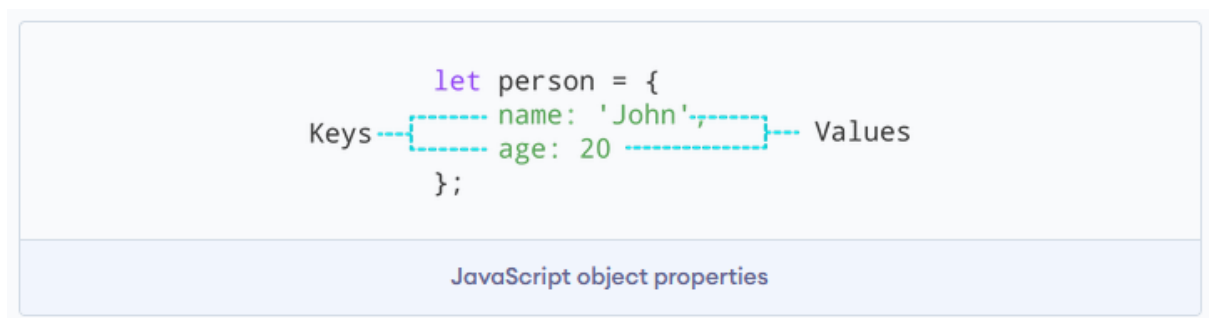 let person = {
name: 'John',
Keys
Values
age: 20
};
JavaScript object properties